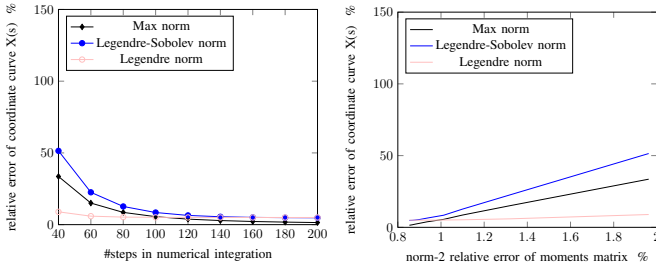 relative error of coordinate curve X(s) %
150
100
50
0
40
60
80
100
120
140
160
180
200
#steps in numerical integration
Max norm
Legendre-Sobolev norm
Legendre norm
relative error of coordinate curve X(s) %
150
100
50
0
0.8
1
1.2
1.4
1.6
1.8
2
norm-2 relative error of moments matrix %
Max norm
Legendre-Sobolev norm
Legendre norm